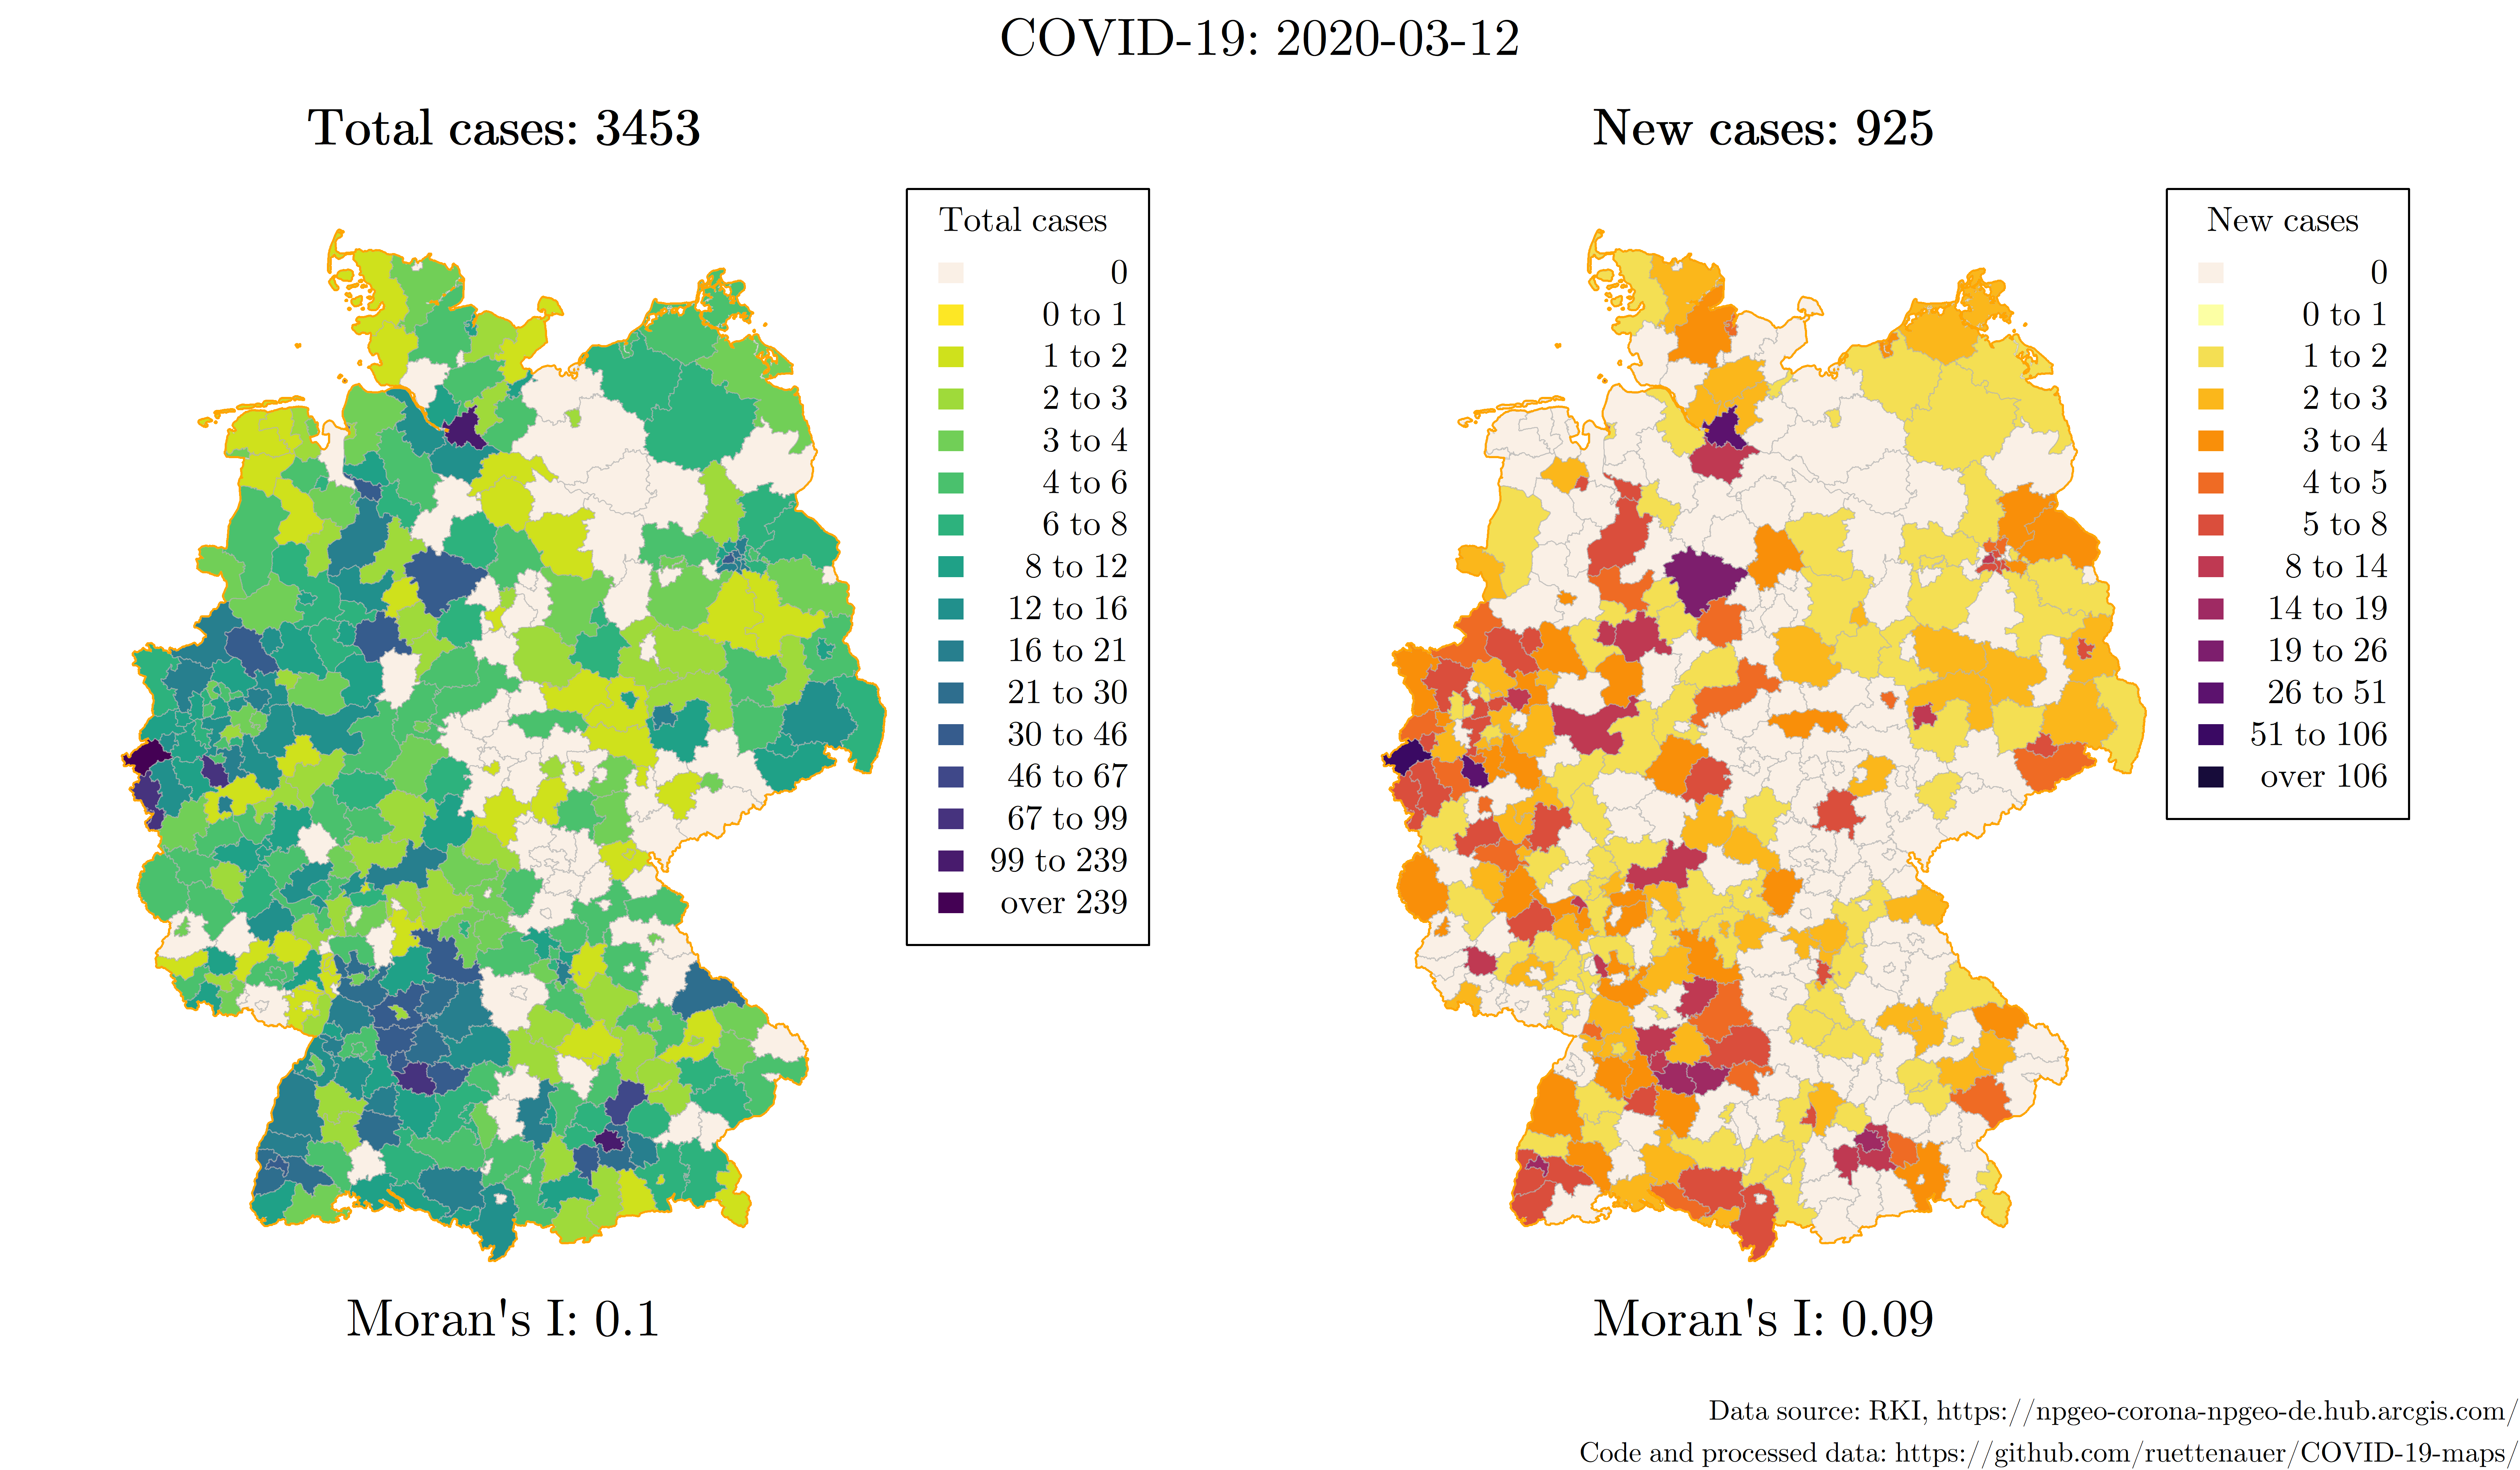 COVID-19: 2020-03-12
Total cases: 3453
Total cases
0
0 to 1
1 to 2
2 to 3
3 to 4
4 to 6
6 to 8
8 to 12
12 to 16
16 to 21
21 to 30
30 to 46
46 to 67
67 to 99
99 to 239
over 239
Moran's I: 0.1
New cases: 925
New cases
0
0 to 1
1 to 2
2 to 3
3 to 4
4 to 5
5 to 8
8 to 14
14 to 19
19 to 26
26 to 51
51 to 106
over 106
Moran's I: 0.09
Data source: RKI, https://npgeo-corona-npgeo-de.hub.arcgis.com/
Code and processed data: https://github.com/ruettenauer/COVID-19-maps/